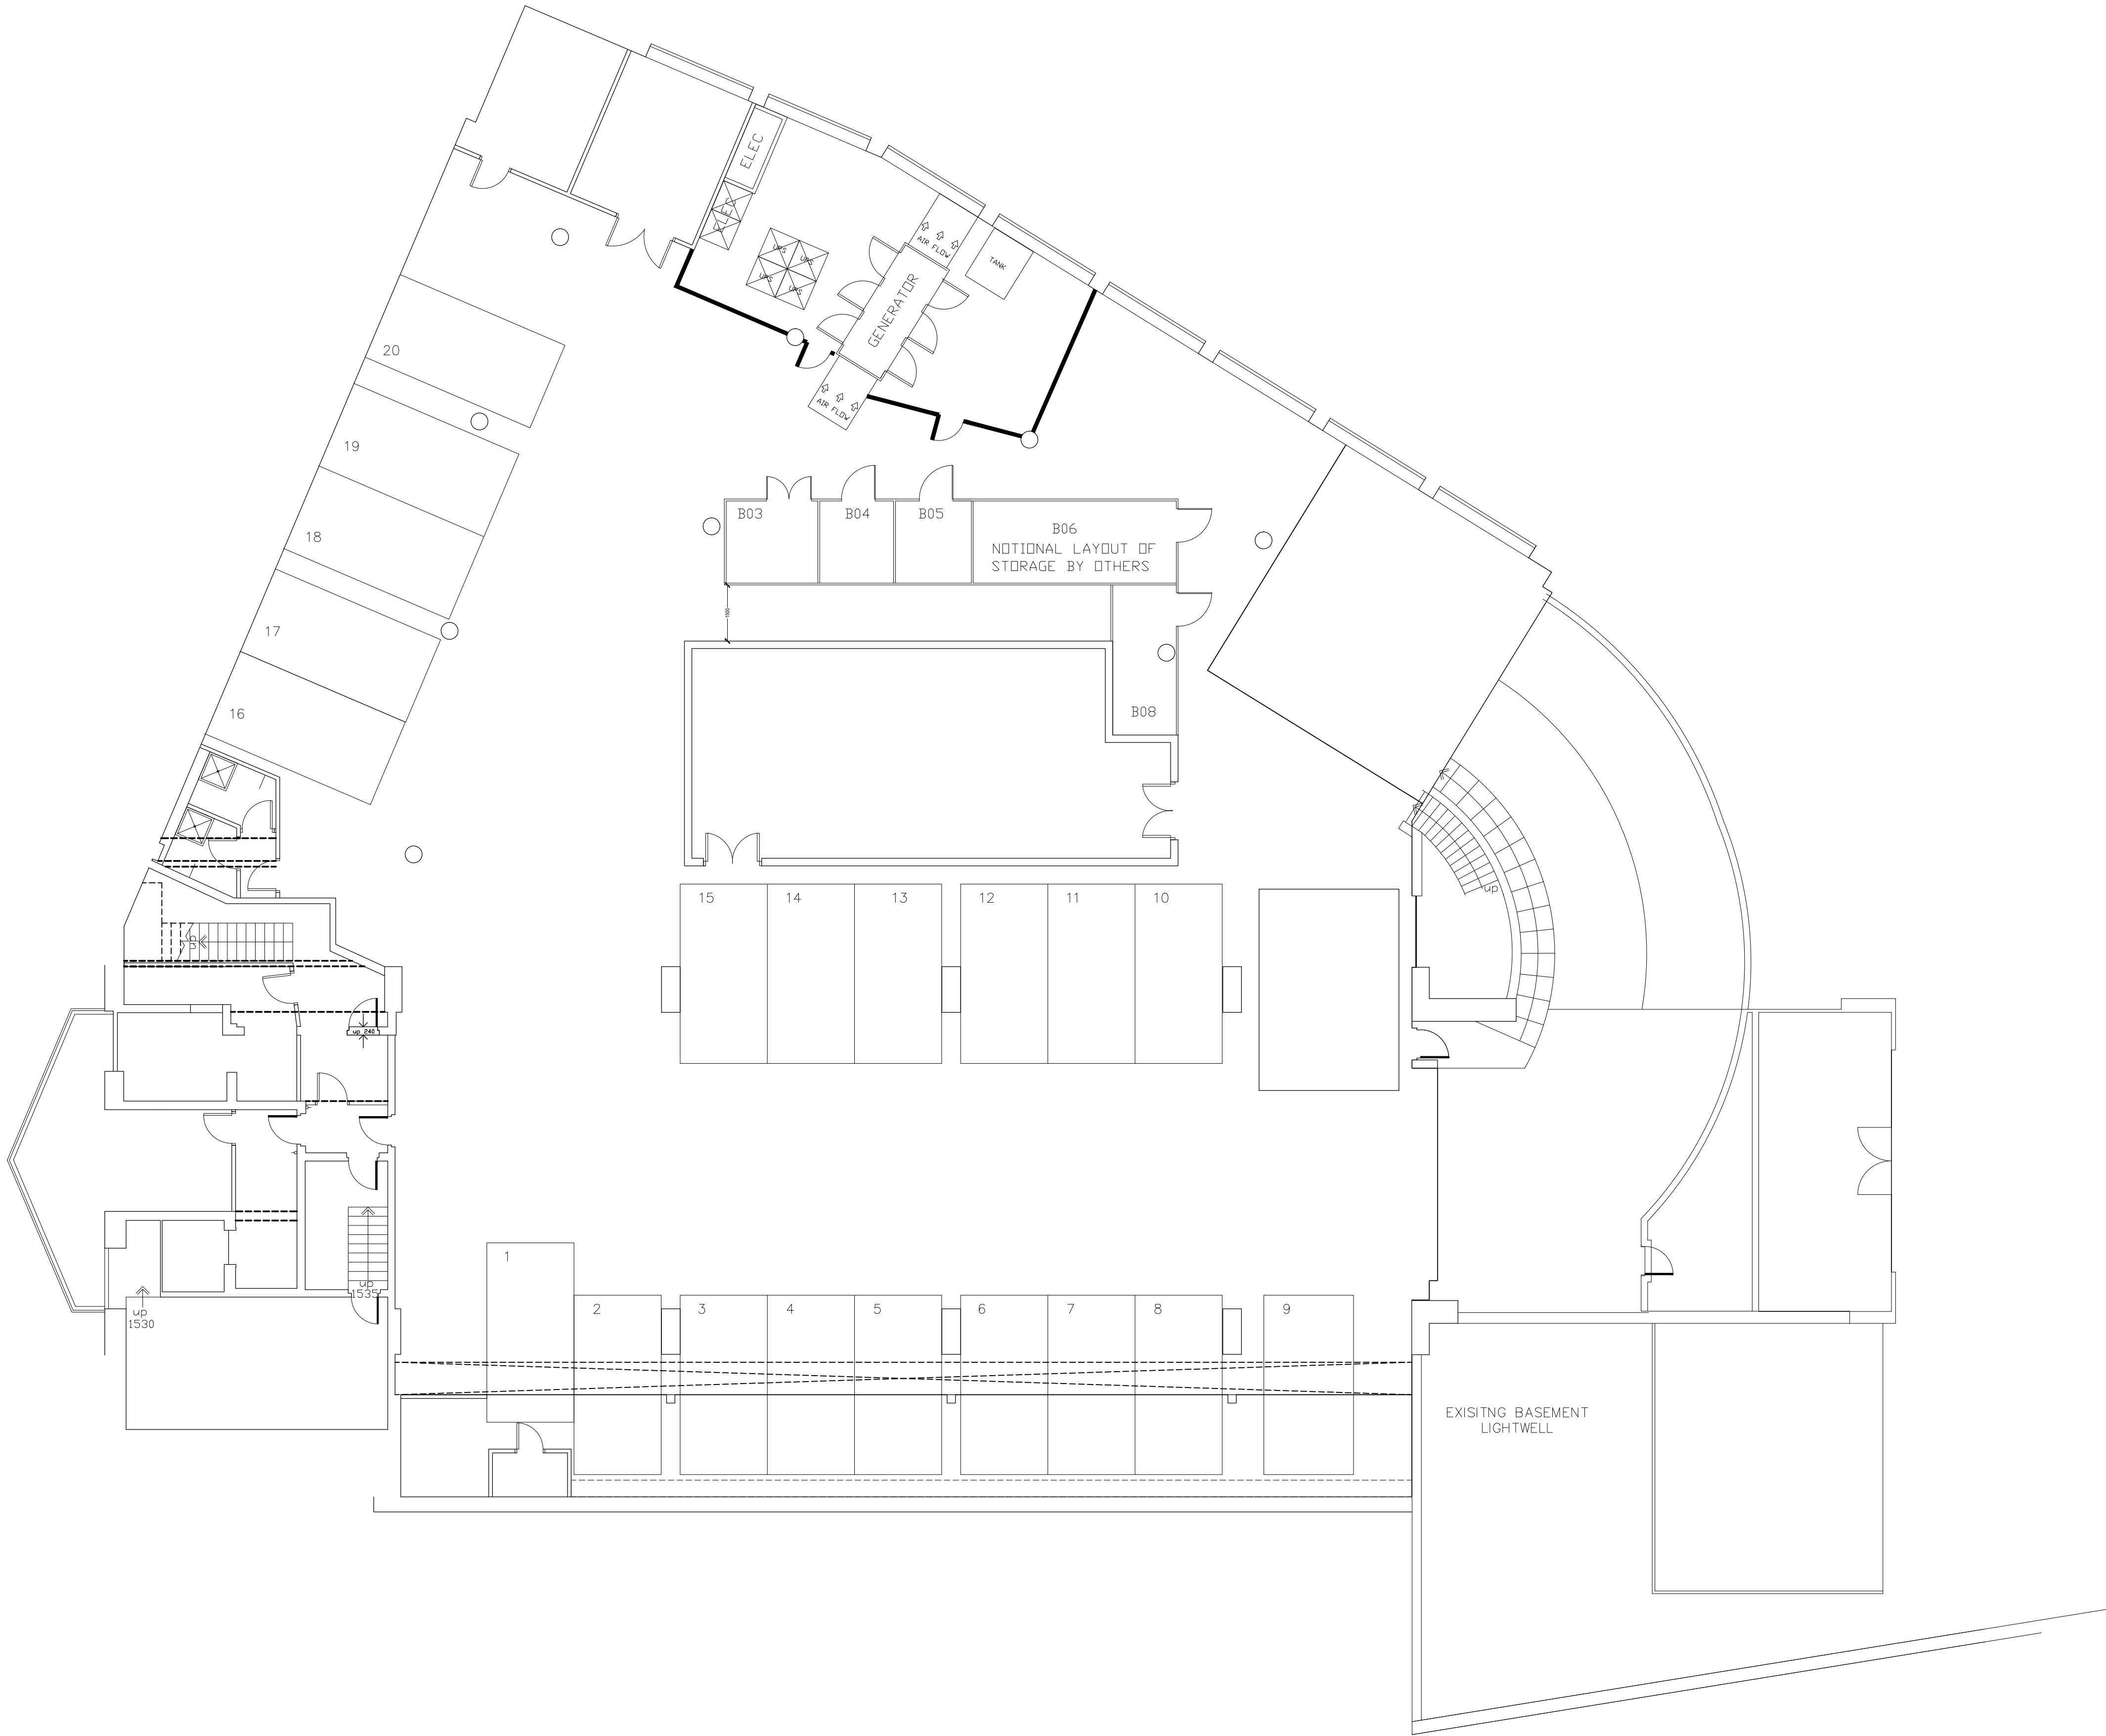 ELEC
ELEC
UPS
UPS
UPS
UPS
AIR FLOW
TANK
GENERATOR
AIR FLOW
20
19
18
17
16
B03
B04
B05
B06
NOTIONAL LAYOUT OF
STORAGE BY OTHERS
B08
up
up
up 240
15
14
13
12
11
10
1
2
3
4
5
6
7
8
9
up
1535
up
1530
EXISITNG BASEMENT
LIGHTWELL